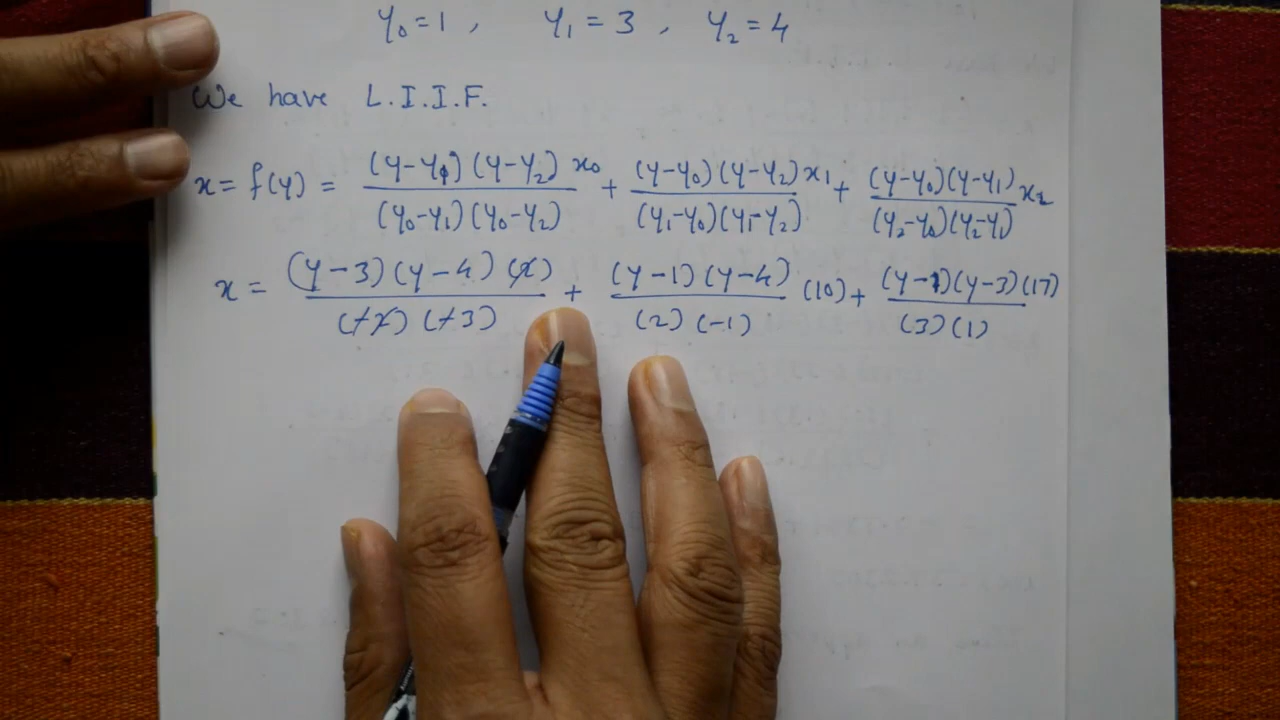 y₀ = 1 , y₁ = 3 , y₂ = 4
We have L.I.I.F.
x = f(y) = (y-y₁)(y-y₂) x₀ / (y₀-y₁)(y₀-y₂) + (y-y₀)(y-y₂) x₁ / (y₁-y₀)(y₁-y₂) + (y-y₀)(y-y₁) x₂ / (y₂-y₀)(y₂-y₁)
x = (y-3)(y-4)(2) / (-2)(-3) + (y-1)(y-4) / (2)(-1) (10) + (y-1)(y-3)(17) / (3)(1)